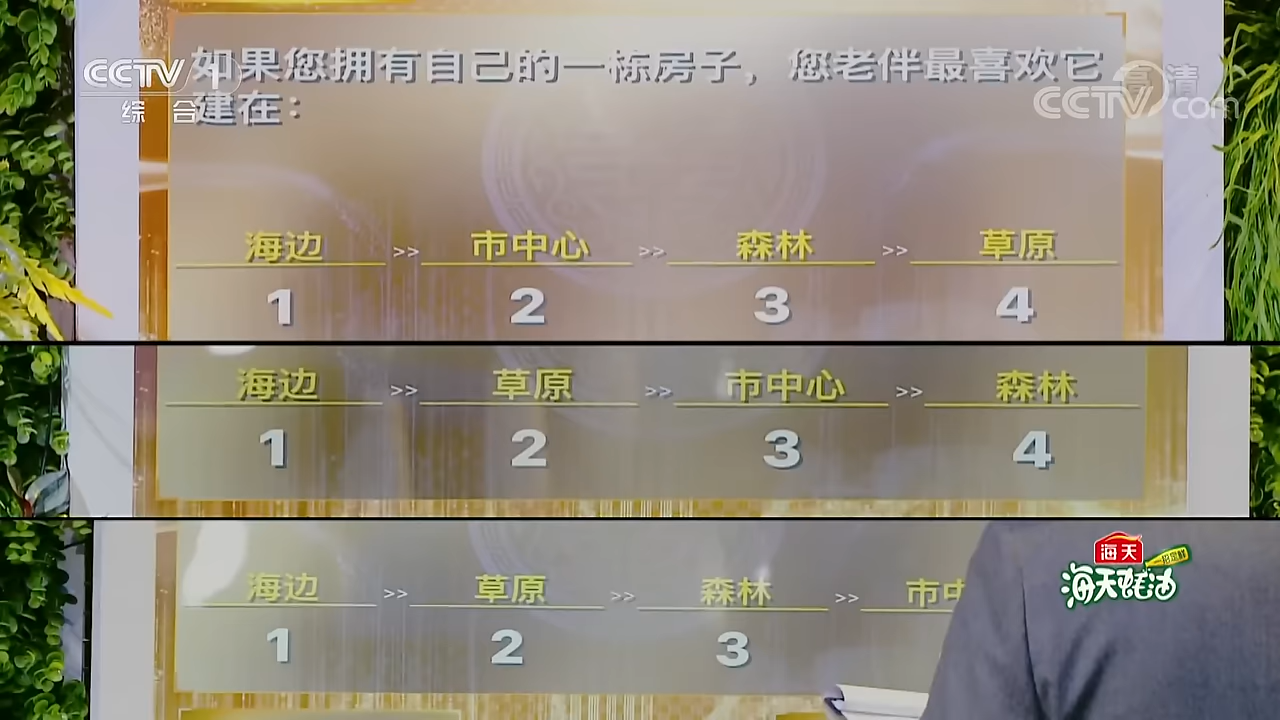 如果您拥有自己的一栋房子，您老伴最喜欢它
建在：
CCTV 1
综合
高清
CCTV com
海边 >> 市中心 >> 森林 >> 草原
1 2 3 4
海边 >> 草原 >> 市中心 >> 森林
1 2 3 4
海天
海天蚝油
海边 >> 草原 >> 森林 >> 市中
1 2 3